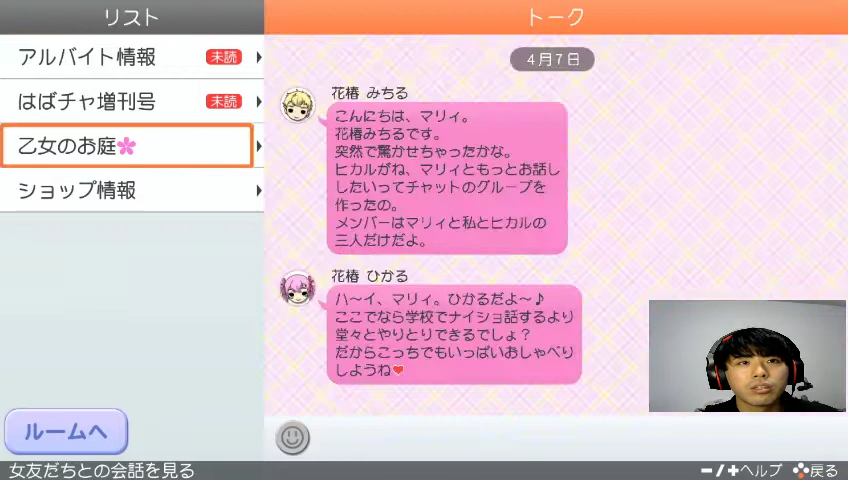 リスト
トーク
アルバイト情報 未読
はばチャ増刊号 未読
乙女のお庭
ショップ情報
4月7日
花椿 みちる
こんにちは、マリィ。
花椿みちるです。
突然で驚かせちゃったかな。
ヒカルがね、マリィともっとお話し
したいってチャットのグループを
作ったの。
メンバーはマリィと私とヒカルの
三人だけだよ。
花椿 ひかる
ハ～イ、マリィ。ひかるだよ～♪
ここでなら学校でナイショ話するより
堂々とやりとりできるでしょ？
だからこっちでもいっぱいおしゃべり
しようね❤
ルームへ
女友だちとの会話を見る
ー/＋ヘルプ 戻る